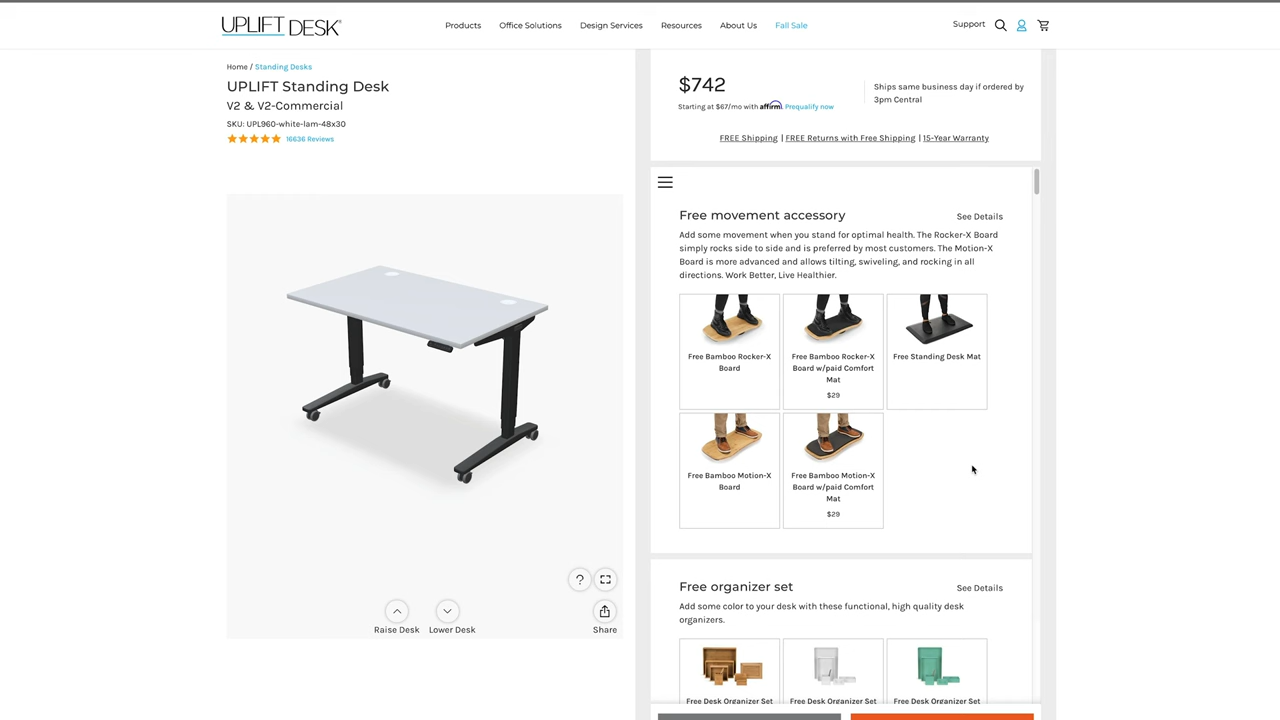 UPLIFT DESK®
Products
Office Solutions
Design Services
Resources
About Us
Fall Sale
Support
Home / Standing Desks
UPLIFT Standing Desk
V2 & V2-Commercial
SKU: UPL960-white-lam-48x30
16636 Reviews
?
Raise Desk
Lower Desk
Share
$742
Starting at $67/mo with affirm. Prequalify now
Ships same business day if ordered by
3pm Central
FREE Shipping | FREE Returns with Free Shipping | 15-Year Warranty
Free movement accessory
See Details
Add some movement when you stand for optimal health. The Rocker-X Board
simply rocks side to side and is preferred by most customers. The Motion-X
Board is more advanced and allows tilting, swiveling, and rocking in all
directions. Work Better, Live Healthier.
Free Bamboo Rocker-X
Board
Free Bamboo Rocker-X
Board w/paid Comfort
Mat
$29
Free Standing Desk Mat
Free Bamboo Motion-X
Board
Free Bamboo Motion-X
Board w/paid Comfort
Mat
$29
Free organizer set
See Details
Add some color to your desk with these functional, high quality desk
organizers.
Free Desk Organizer Set
Free Desk Organizer Set
Free Desk Organizer Set